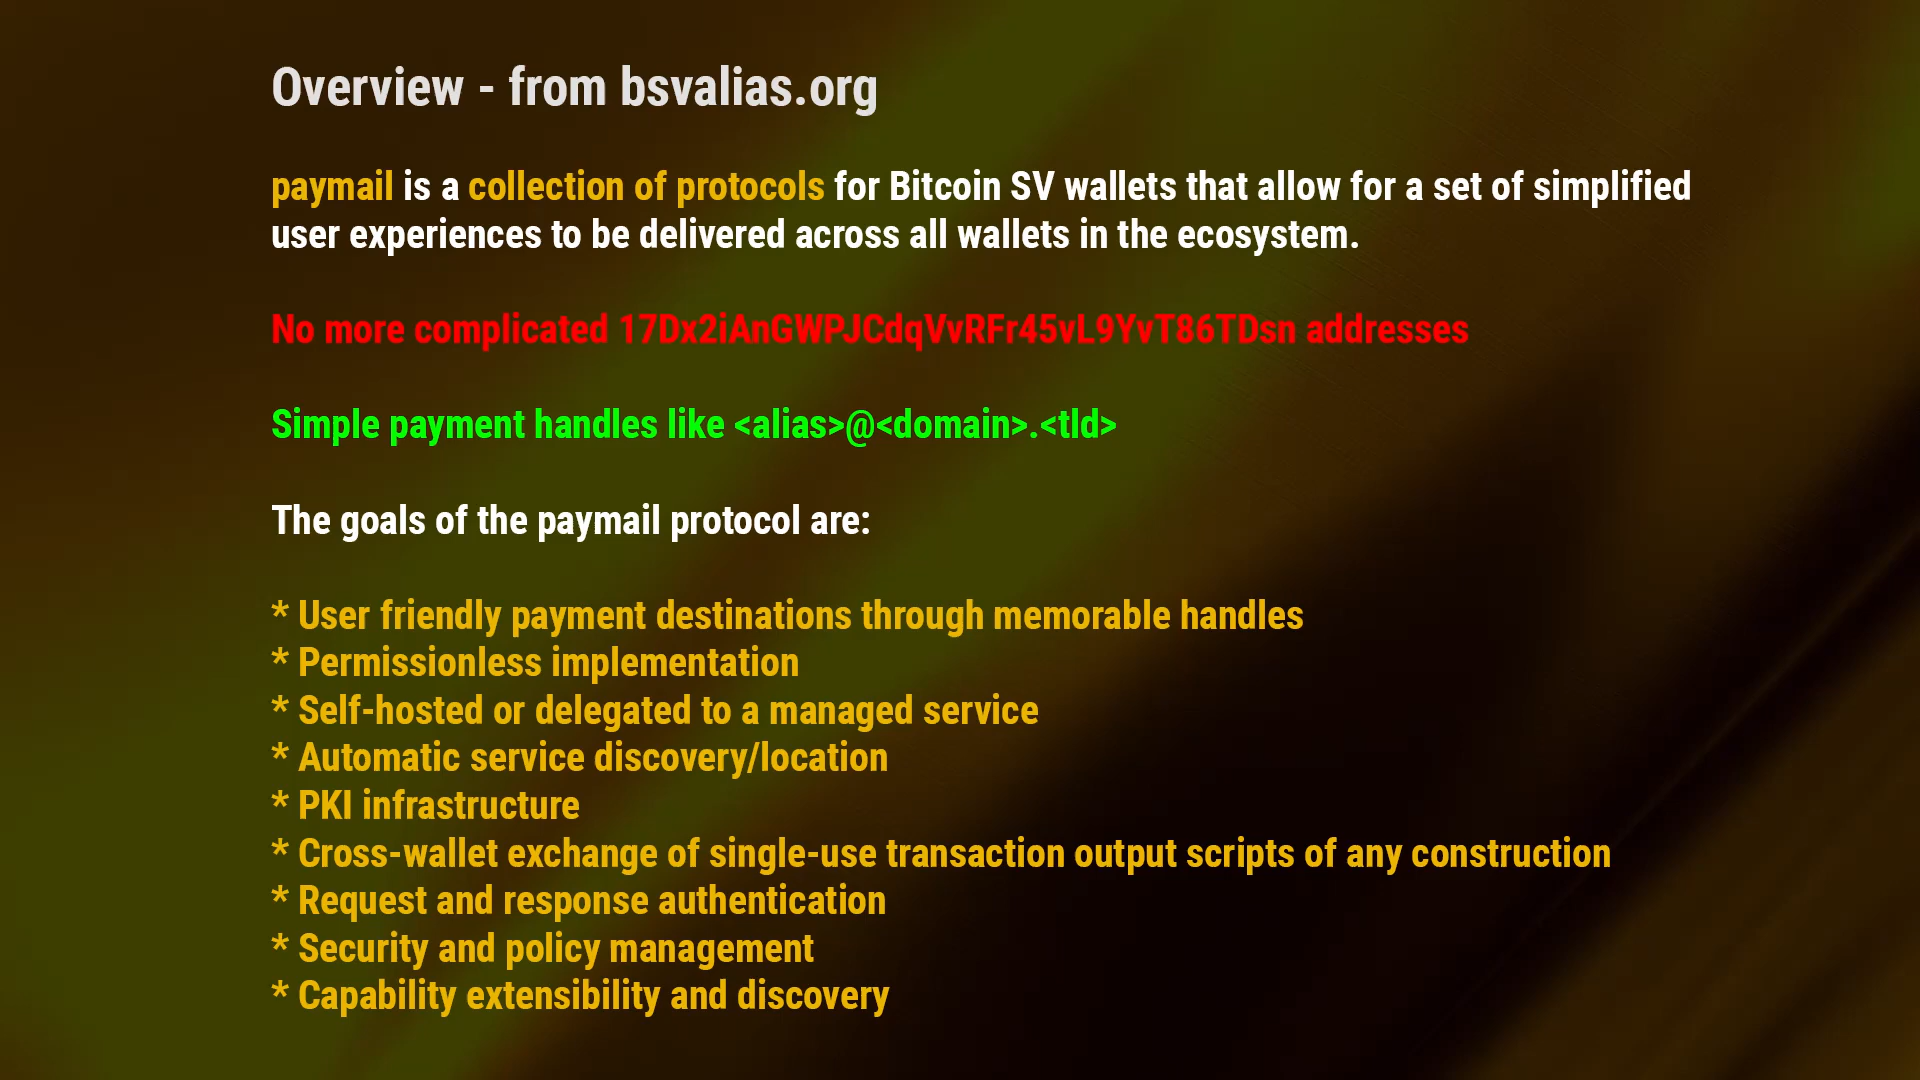 Overview - from bsvalias.org
paymail is a collection of protocols for Bitcoin SV wallets that allow for a set of simplified
user experiences to be delivered across all wallets in the ecosystem.
No more complicated 17Dx2iAnGWPJCdqVvRFr45vL9YvT86TDsn addresses
Simple payment handles like <alias>@<domain>.<tld>
The goals of the paymail protocol are:
* User friendly payment destinations through memorable handles
* Permissionless implementation
* Self-hosted or delegated to a managed service
* Automatic service discovery/location
* PKI infrastructure
* Cross-wallet exchange of single-use transaction output scripts of any construction
* Request and response authentication
* Security and policy management
* Capability extensibility and discovery